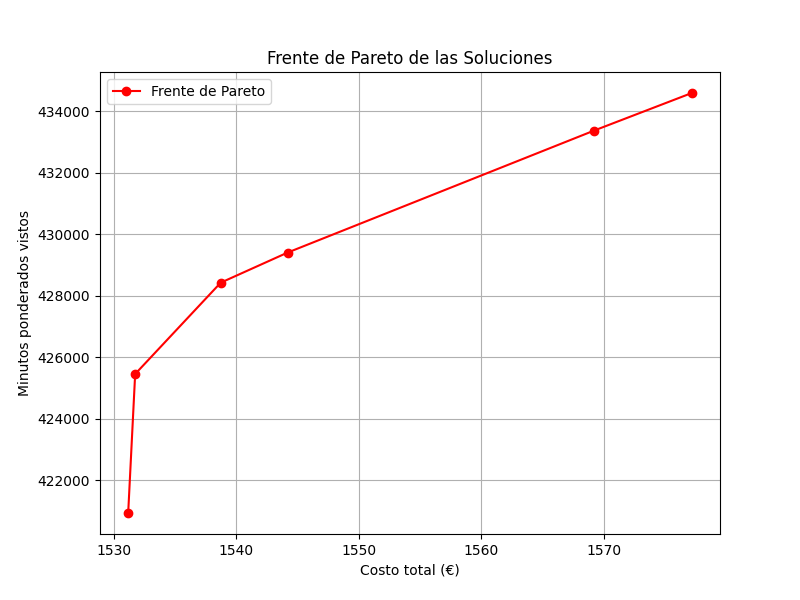 Frente de Pareto de las Soluciones
Frente de Pareto
434000
432000
430000
428000
426000
424000
422000
Minutos ponderados vistos
1530 1540 1550 1560 1570
Costo total (€)